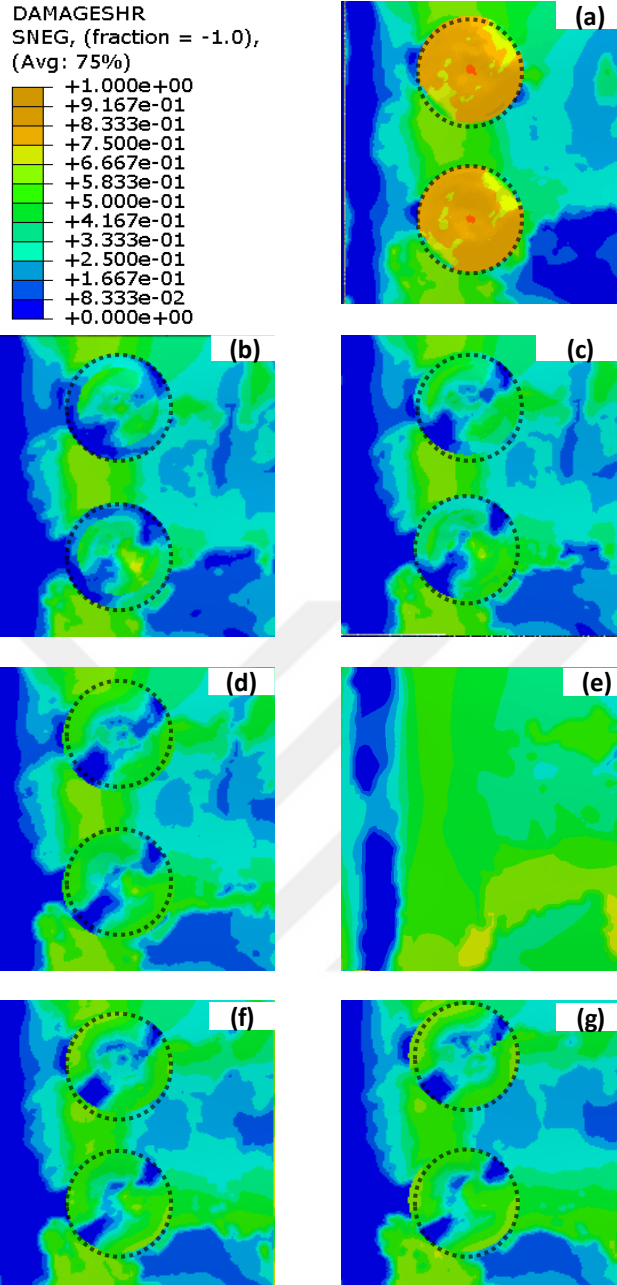 DAMAGESHR
SNEG, (fraction = -1.0),
(Avg: 75%)
+1.000e+00
+9.167e-01
+8.333e-01
+7.500e-01
+6.667e-01
+5.833e-01
+5.000e-01
+4.167e-01
+3.333e-01
+2.500e-01
+1.667e-01
+8.333e-02
+0.000e+00
(a)
(b)
(c)
(d)
(e)
(f)
(g)